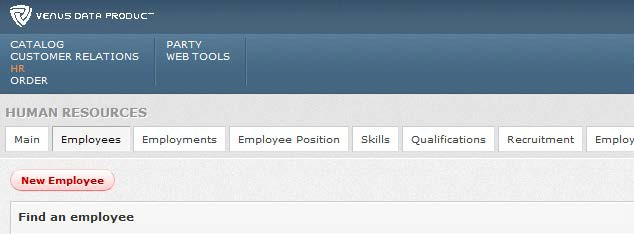 VENUS DATA PRODUCT
CATALOG
CUSTOMER RELATIONS
HR
ORDER
PARTY
WEB TOOLS
HUMAN RESOURCES
Main Employees Employments Employee Position Skills Qualifications Recruitment Employ
New Employee
Find an employee